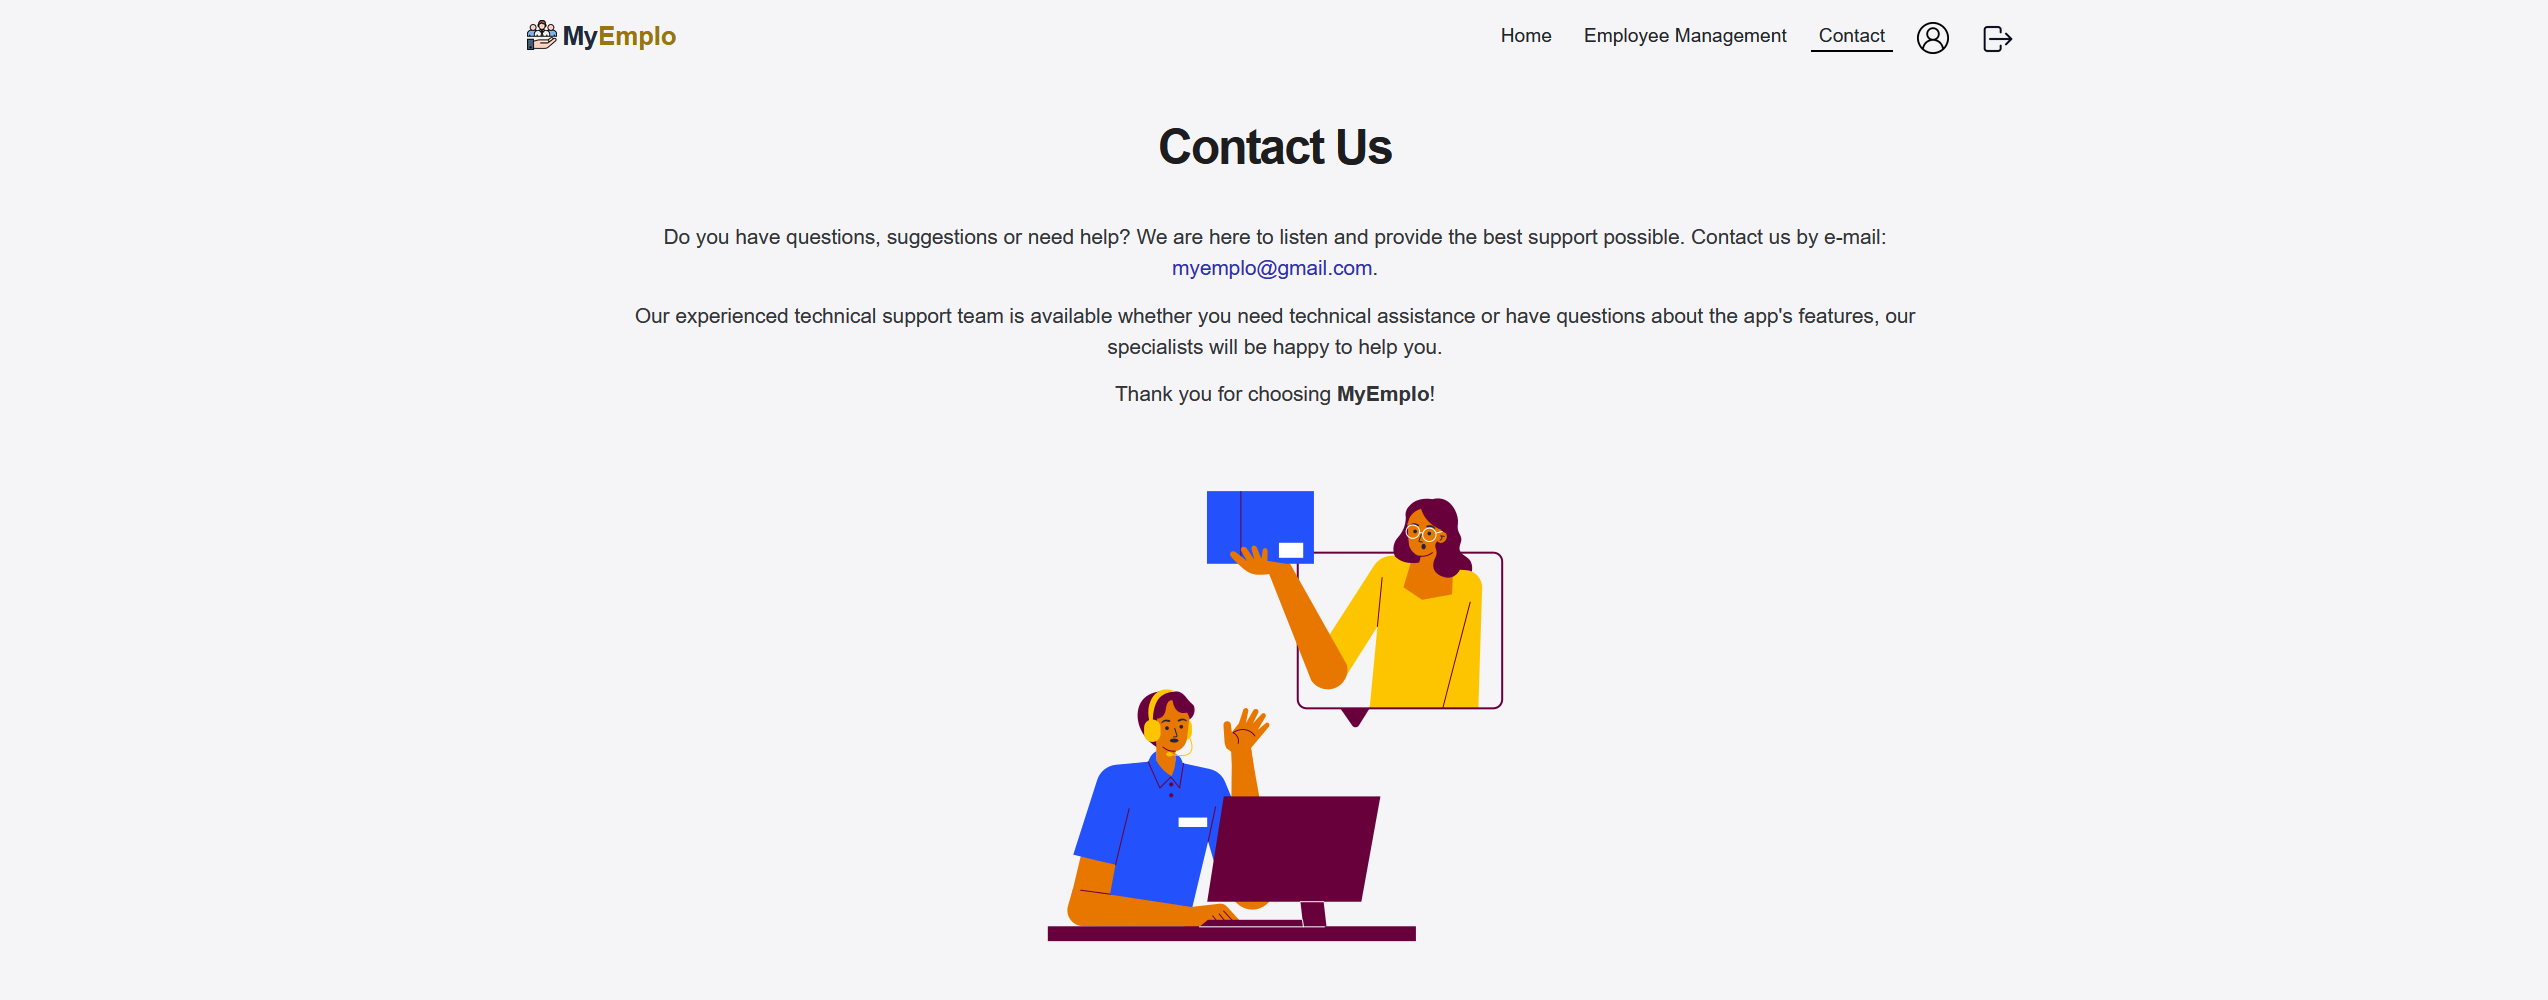 MyEmplo
Home
Employee Management
Contact
Contact Us
Do you have questions, suggestions or need help? We are here to listen and provide the best support possible. Contact us by e-mail:
myemplo@gmail.com.
Our experienced technical support team is available whether you need technical assistance or have questions about the app's features, our
specialists will be happy to help you.
Thank you for choosing MyEmplo!